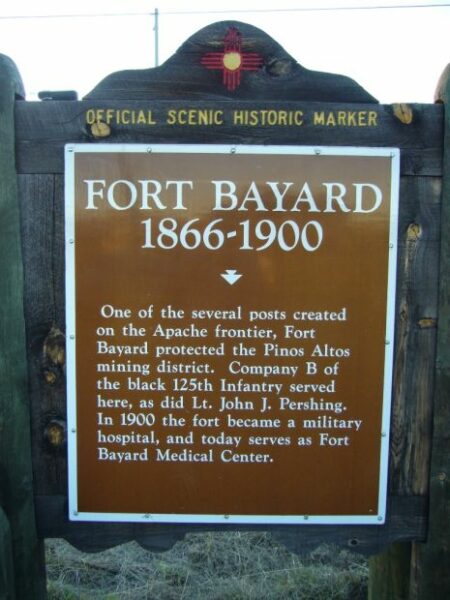 OFFICIAL SCENIC HISTORIC MARKER
FORT BAYARD
1866-1900
One of the several posts created
on the Apache frontier, Fort
Bayard protected the Pinos Altos
mining district. Company B of
the black 125th Infantry served
here, as did Lt. John J. Pershing.
In 1900 the fort became a military
hospital, and today serves as Fort
Bayard Medical Center.